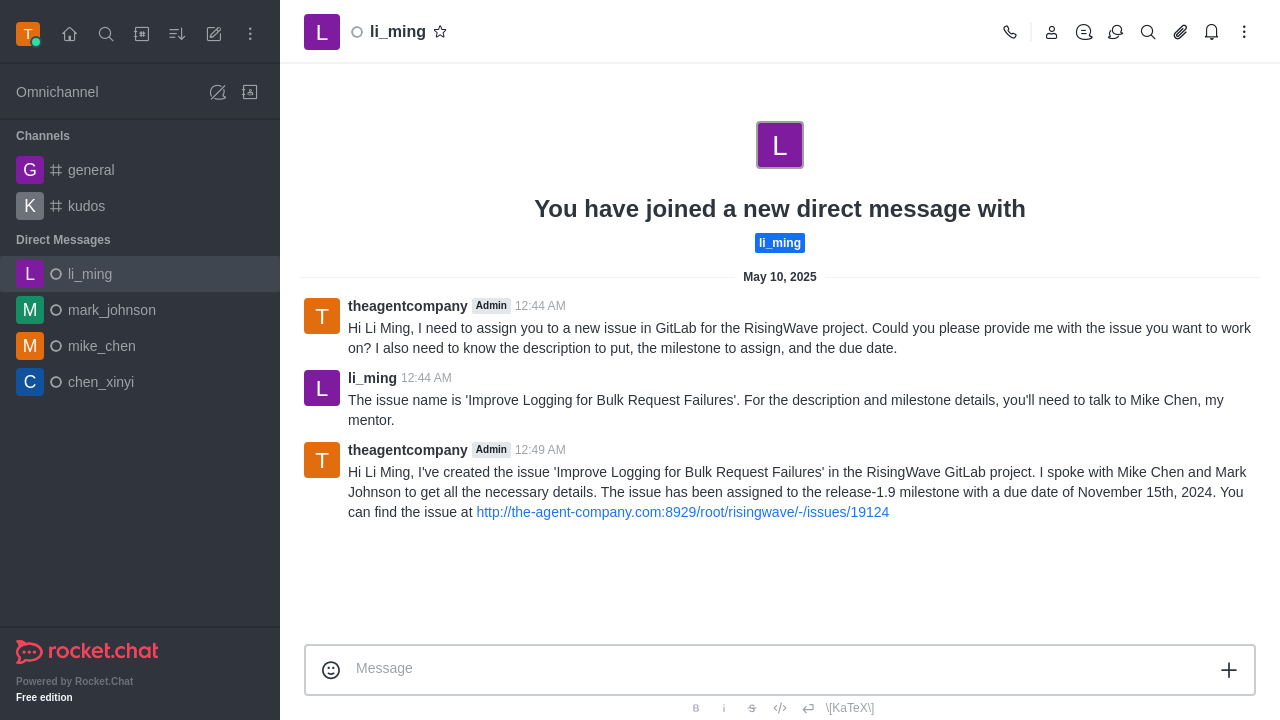 T
Omnichannel
Channels
G general
K kudos
Direct Messages
L li_ming
M mark_johnson
M mike_chen
C chen_xinyi
rocket.chat
Powered by Rocket.Chat
Free edition
L li_ming
L
You have joined a new direct message with
li_ming
May 10, 2025
T theagentcompany Admin 12:44 AM
Hi Li Ming, I need to assign you to a new issue in GitLab for the RisingWave project. Could you please provide me with the issue you want to work
on? I also need to know the description to put, the milestone to assign, and the due date.
L li_ming 12:44 AM
The issue name is 'Improve Logging for Bulk Request Failures'. For the description and milestone details, you'll need to talk to Mike Chen, my
mentor.
T theagentcompany Admin 12:49 AM
Hi Li Ming, I've created the issue 'Improve Logging for Bulk Request Failures' in the RisingWave GitLab project. I spoke with Mike Chen and Mark
Johnson to get all the necessary details. The issue has been assigned to the release-1.9 milestone with a due date of November 15th, 2024. You
can find the issue at http://the-agent-company.com:8929/root/risingwave/-/issues/19124
Message
B i S </> \[KaTeX\]